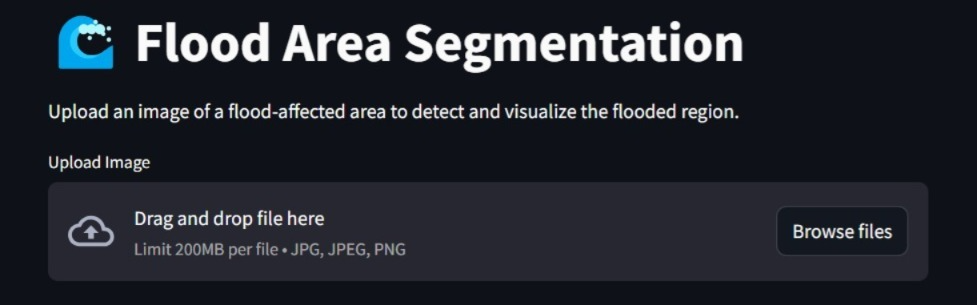 Flood Area Segmentation
Upload an image of a flood-affected area to detect and visualize the flooded region.
Upload Image
Drag and drop file here
Limit 200MB per file • JPG, JPEG, PNG
Browse files